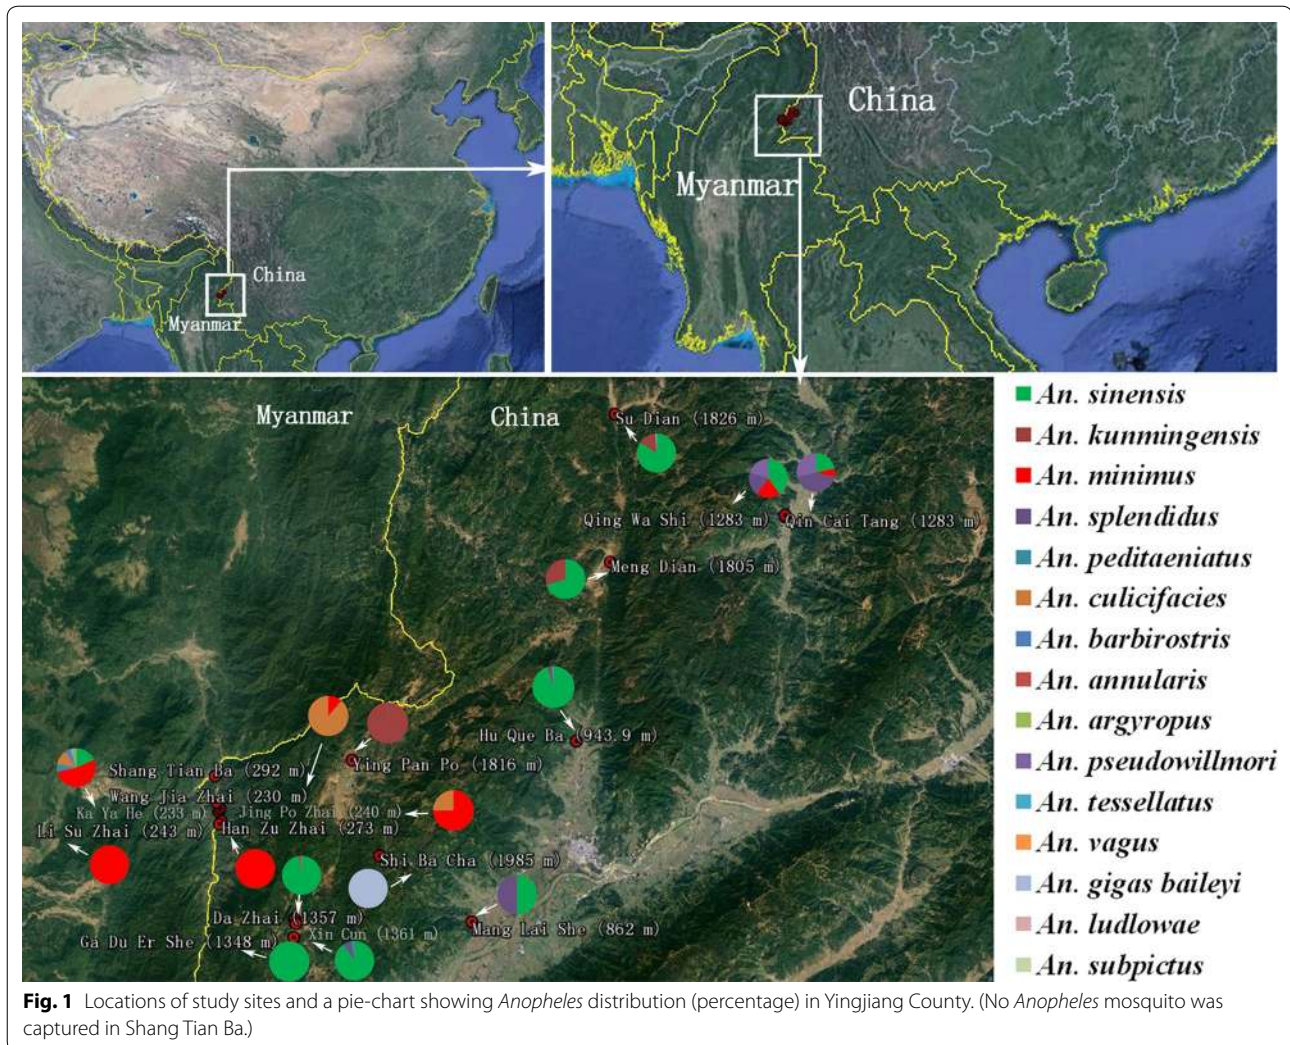 China
Myanmar
China
Myanmar
Myanmar
China
Su Dian (1826 m)
Qing Wa Shi (1283 m)
Qin Cai Tang (1283 m)
Meng Dian (1805 m)
Hu Que Ba (943.9 m)
Ying Pan Po (1816 m)
Shang Tian Ba (292 m)
Wang Jia Zhai (230 m)
Ka Ya He (233 m)
Jing Po Zhai (240 m)
Li Su Zhai (243 m)
Han Zu Zhai (273 m)
Shi Ba Cha (1985 m)
Da Zhai (1357 m)
Xin Cun (1361 m)
Ga Du Er She (1348 m)
Mang Lai She (862 m)
An. sinensis
An. kunmingensis
An. minimus
An. splendidus
An. peditaeniatus
An. culicifacies
An. barbirostris
An. annularis
An. argyropus
An. pseudowillmori
An. tessellatus
An. vagus
An. gigas baileyi
An. ludlowae
An. subpictus
Fig. 1 Locations of study sites and a pie-chart showing Anopheles distribution (percentage) in Yingjiang County. (No Anopheles mosquito was
captured in Shang Tian Ba.)